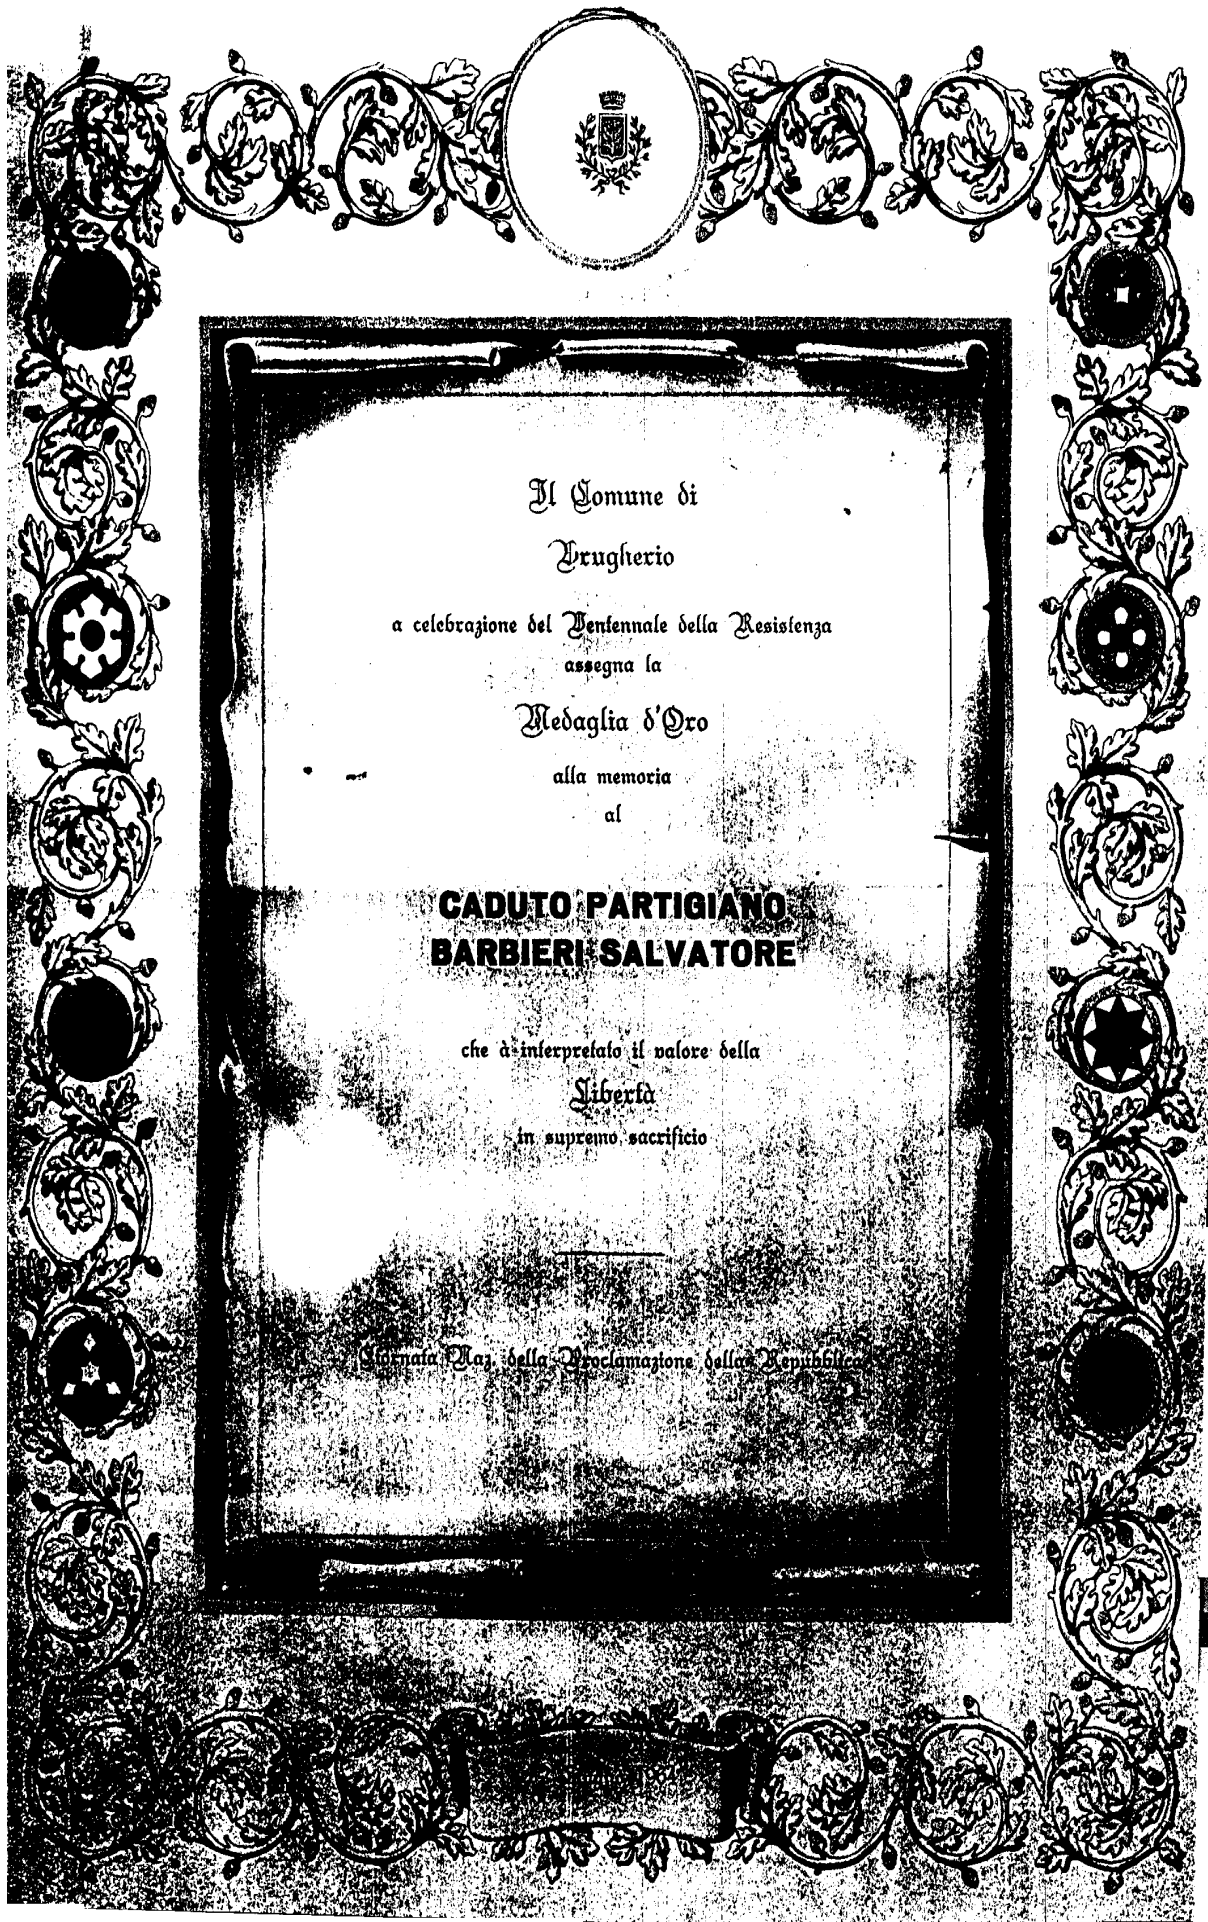 Il Comune di
Brugherio
a celebrazione del Ventennale della Resistenza
assegna la
Medaglia d'Oro
alla memoria
al
CADUTO PARTIGIANO
BARBIERI SALVATORE
che à interpretato il valore della
Libertà
in supremo sacrificio
Giornata Naz. della Proclamazione della Repubblica